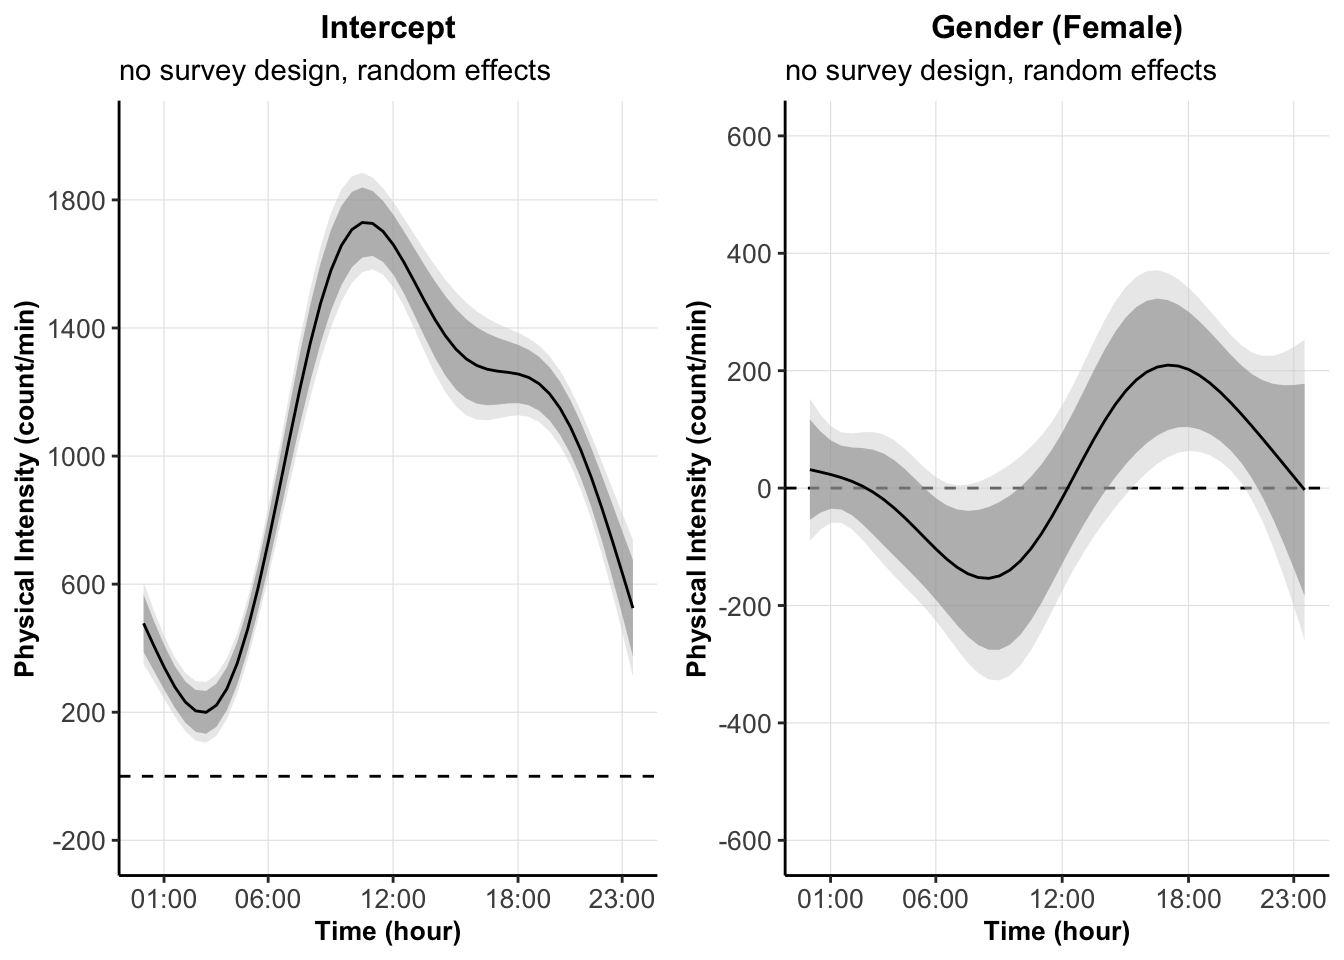 Intercept
no survey design, random effects
Physical Intensity (count/min)
1800
1400
1000
600
200
-200
01:00 06:00 12:00 18:00 23:00
Time (hour)
Gender (Female)
no survey design, random effects
Physical Intensity (count/min)
600
400
200
0
-200
-400
-600
01:00 06:00 12:00 18:00 23:00
Time (hour)